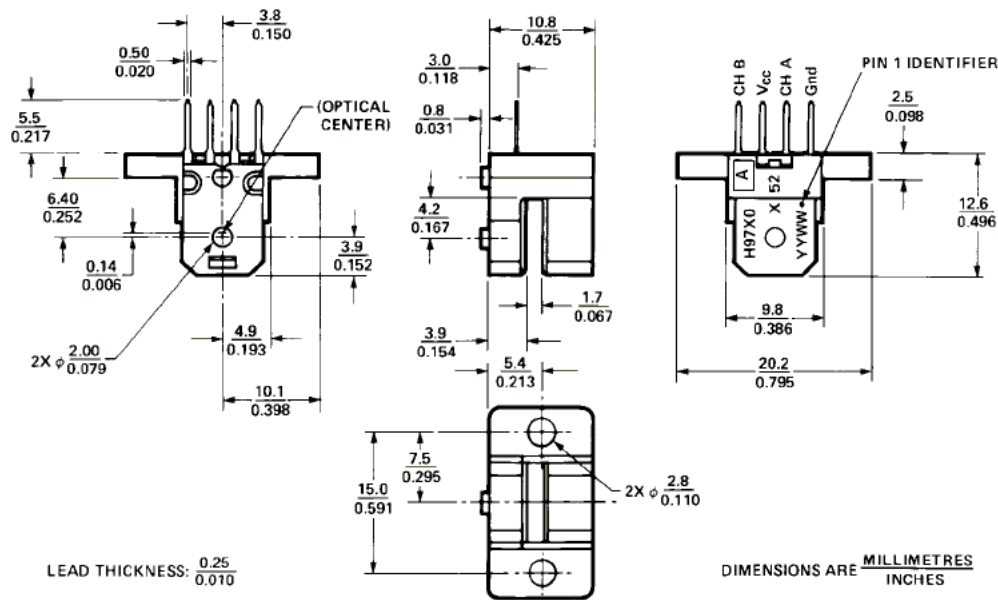 3.8
0.150
0.50
0.020
5.5
0.217
(OPTICAL
CENTER)
6.40
0.252
0.14
0.006
3.9
0.152
2X ϕ 2.00
0.079
4.9
0.193
10.1
0.398
10.8
0.425
3.0
0.118
0.8
0.031
4.2
0.167
1.7
0.067
3.9
0.154
5.4
0.213
PIN 1 IDENTIFIER
CH B
Vcc
CH A
Gnd
2.5
0.098
A
X 52
H97X0
YYWW
12.6
0.496
9.8
0.386
20.2
0.795
7.5
0.295
15.0
0.591
2X ϕ 2.8
0.110
LEAD THICKNESS: 0.25
0.010
DIMENSIONS ARE MILLIMETRES
INCHES